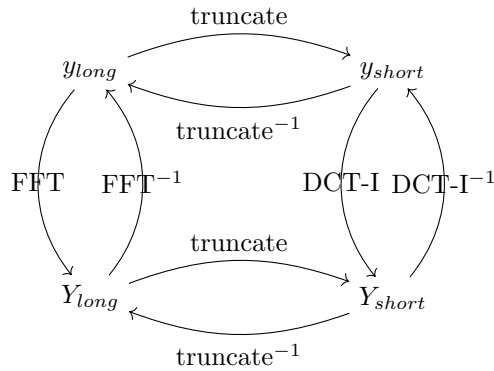 truncate
y_long y_short
truncate⁻¹
FFT FFT⁻¹ DCT-I DCT-I⁻¹
truncate
Y_long Y_short
truncate⁻¹